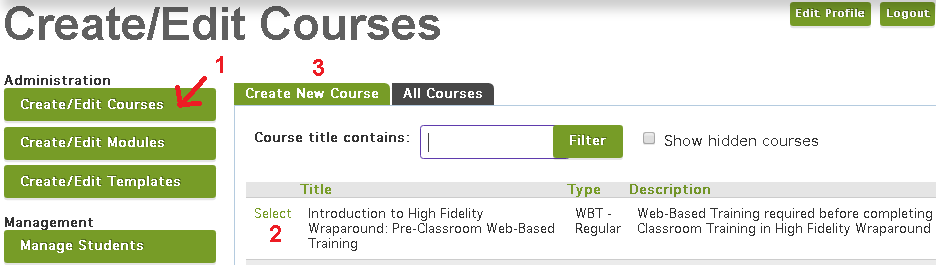 Create/Edit Courses
Edit Profile
Logout
Administration
1
3
Create/Edit Courses
Create New Course
All Courses
Create/Edit Modules
Course title contains:
Filter
Show hidden courses
Create/Edit Templates
Title
Type
Description
Management
Select
Introduction to High Fidelity
WBT -
Web-Based Training required before completing
2
Wraparound: Pre-Classroom Web-Based
Regular
Classroom Training in High Fidelity Wraparound
Training
Manage Students